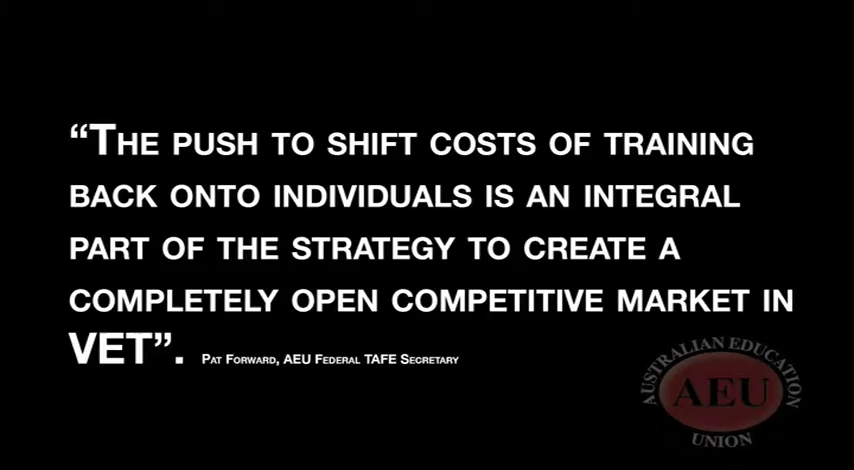 “The push to shift costs of training
back onto individuals is an integral
part of the strategy to create a
completely open competitive market in
VET”. Pat Forward, AEU Federal TAFE Secretary
AUSTRALIAN EDUCATION
AEU
UNION